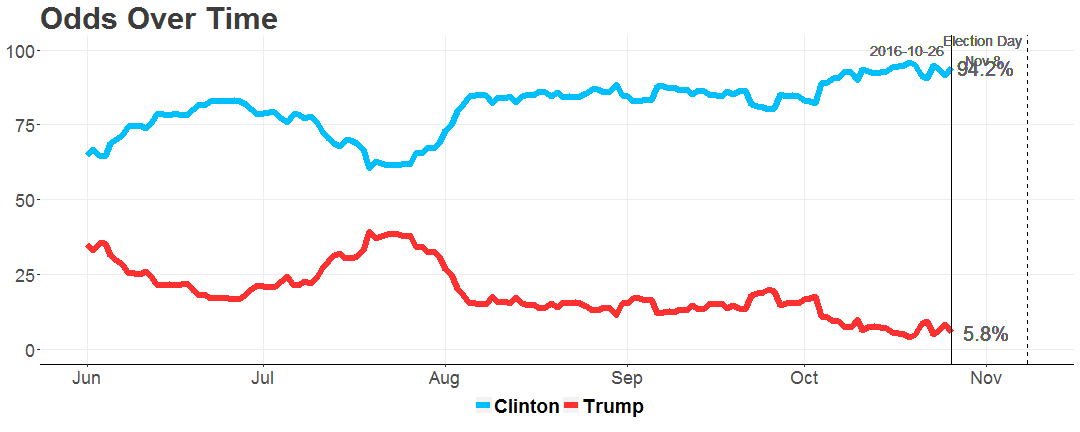 Odds Over Time
100
75
50
25
0
2016-10-26
Election Day
Nov 8
94.2%
5.8%
Jun Jul Aug Sep Oct Nov
Clinton Trump